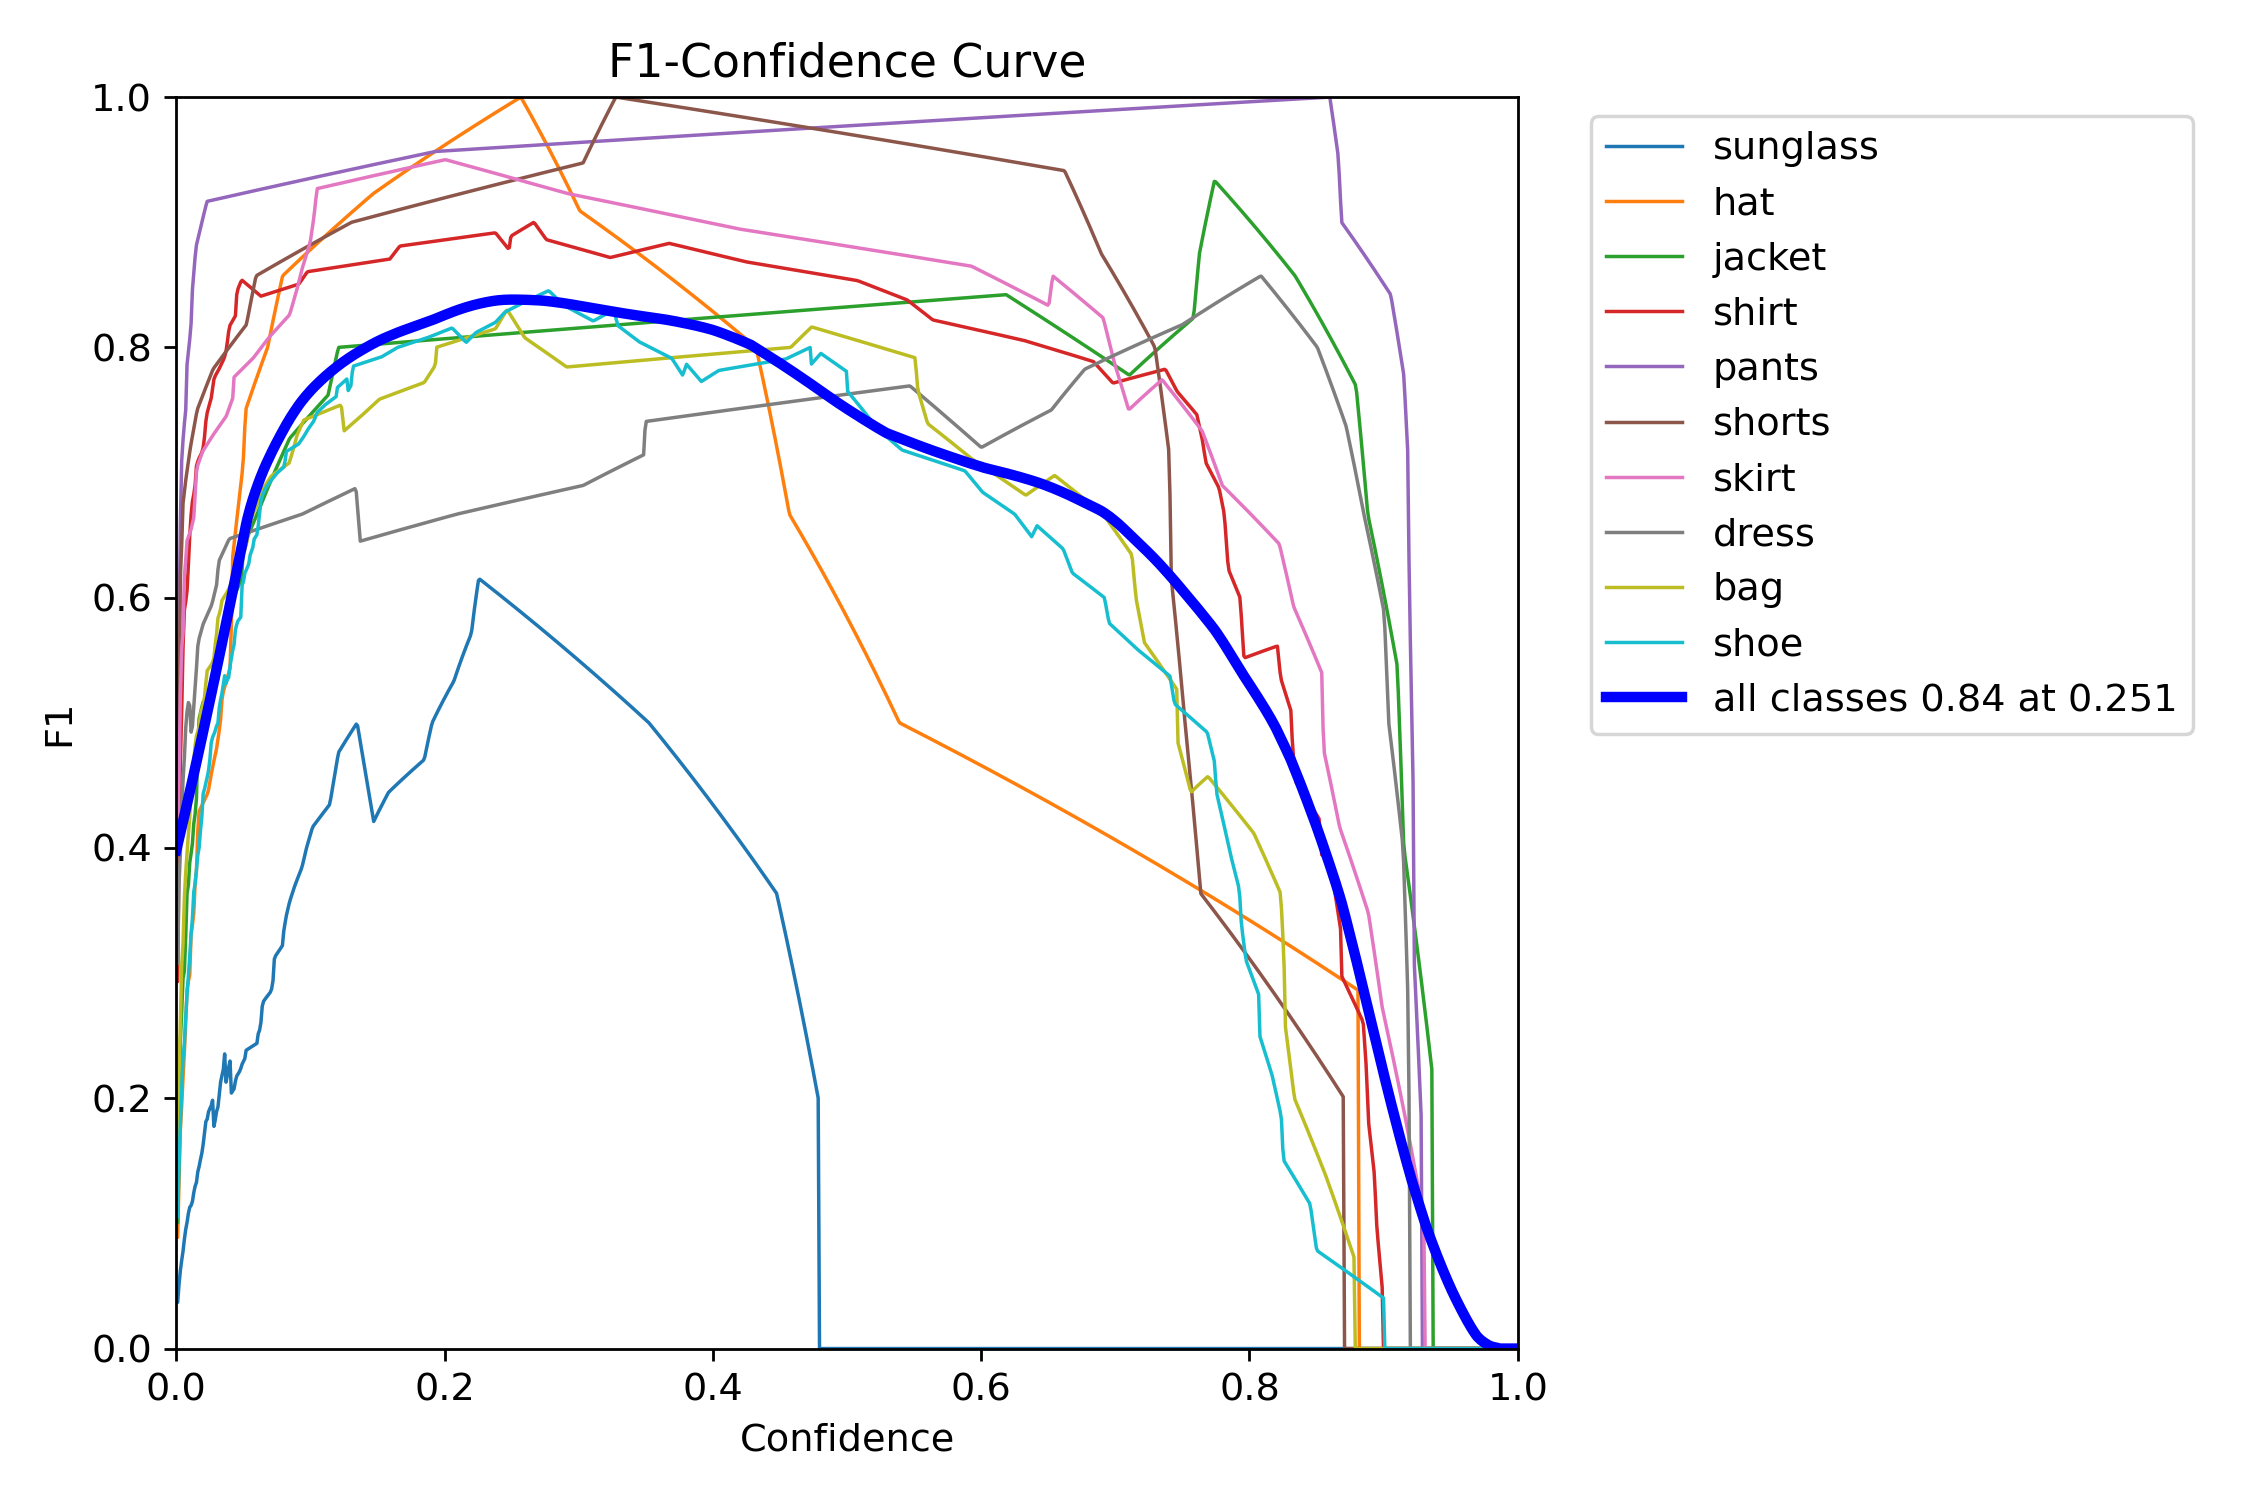 F1-Confidence Curve
1.0
0.8
0.6
0.4
0.2
0.0
F1
0.0 0.2 0.4 0.6 0.8 1.0
Confidence
sunglass
hat
jacket
shirt
pants
shorts
skirt
dress
bag
shoe
all classes 0.84 at 0.251